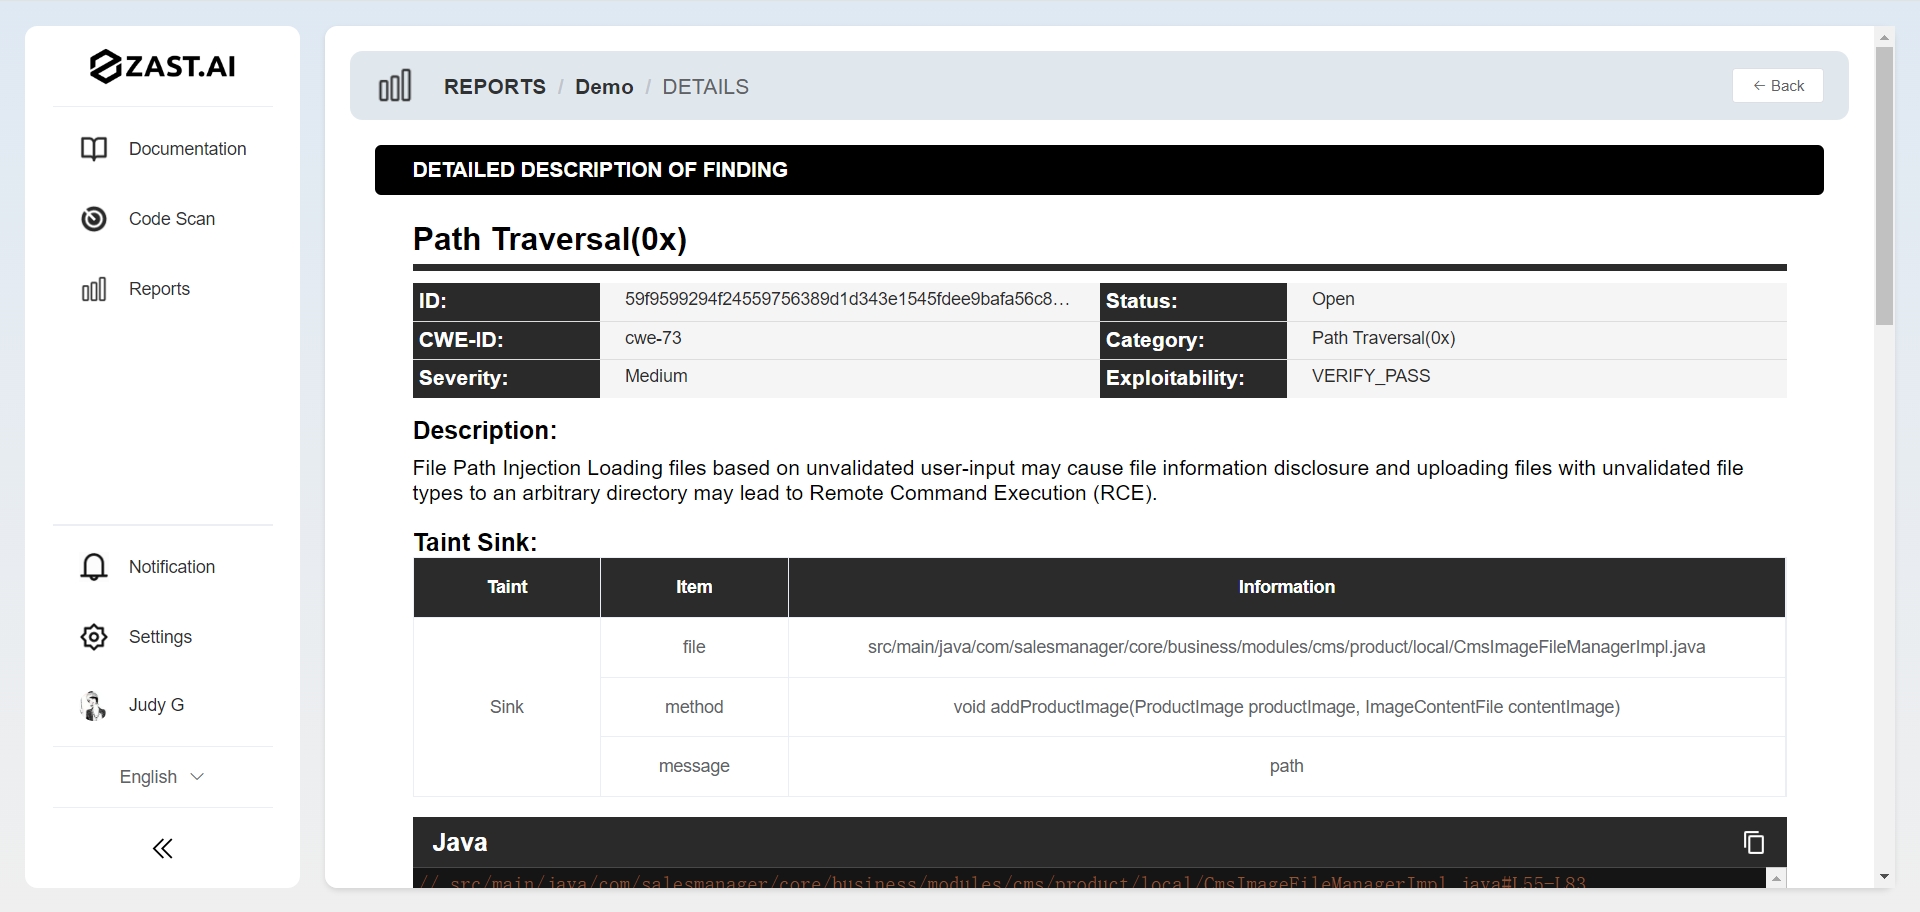 ZAST.AI
Documentation
Code Scan
Reports
Notification
Settings
Judy G
English
REPORTS / Demo / DETAILS
← Back
DETAILED DESCRIPTION OF FINDING
Path Traversal(0x)
ID: 59f9599294f24559756389d1d343e1545fdee9bafa56c8... Status: Open
CWE-ID: cwe-73 Category: Path Traversal(0x)
Severity: Medium Exploitability: VERIFY_PASS
Description:
File Path Injection Loading files based on unvalidated user-input may cause file information disclosure and uploading files with unvalidated file
types to an arbitrary directory may lead to Remote Command Execution (RCE).
Taint Sink:
Taint Item Information
file src/main/java/com/salesmanager/core/business/modules/cms/product/local/CmsImageFileManagerImpl.java
Sink method void addProductImage(ProductImage productImage, ImageContentFile contentImage)
message path
Java
// src/main/java/com/salesmanager/core/business/modules/cms/product/local/CmsImageFileManagerImpl.java#L55-L83